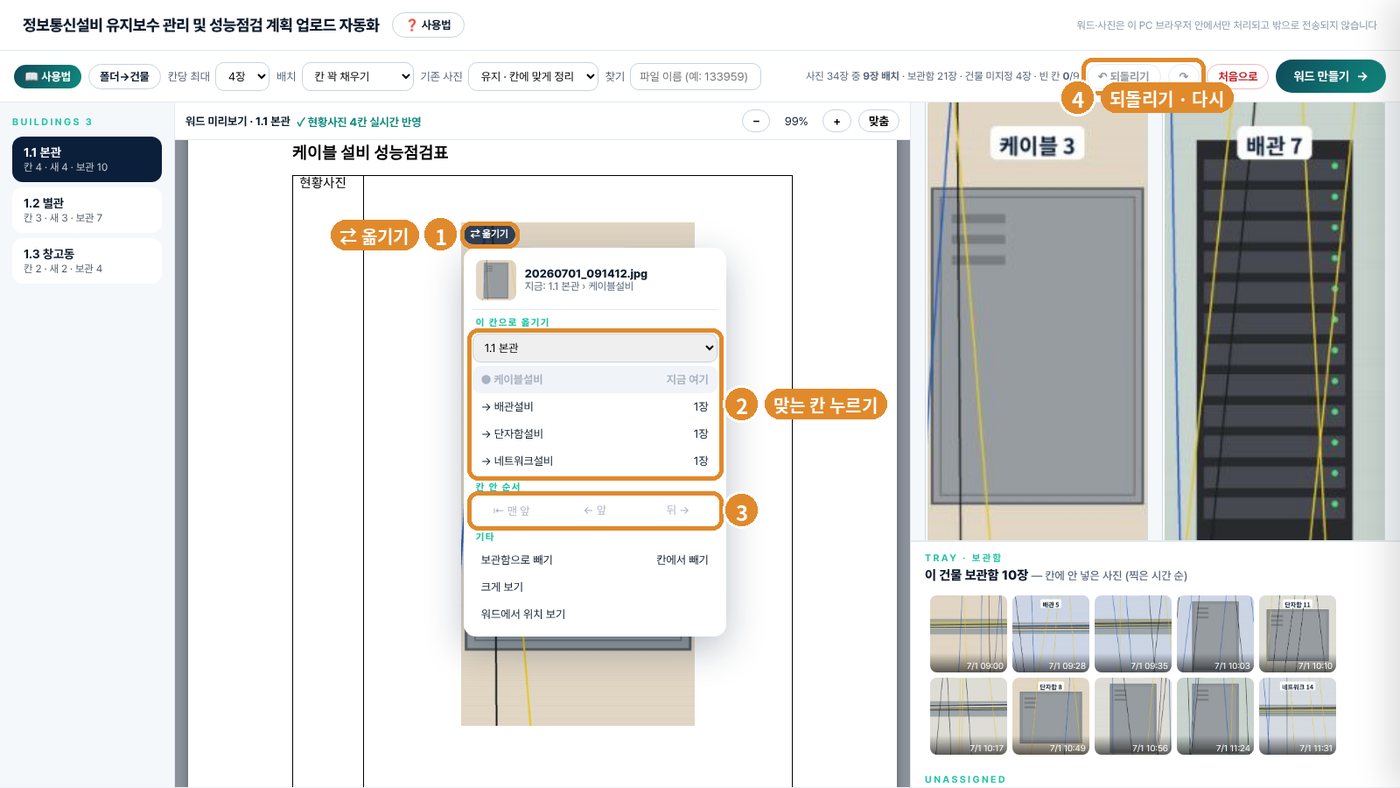 정보통신설비 유지보수 관리 및 성능점검 계획 업로드 자동화
❓ 사용법
워드·사진은 이 PC 브라우저 안에서만 처리되고 밖으로 전송되지 않습니다
📖 사용법
폴더→건물
칸당 최대
4장
배치
칸 꽉 채우기
기존 사진
유지 · 칸에 맞게 정리
찾기
파일 이름 (예: 133959)
사진 34장 중 9장 배치 · 보관함 21장 · 건물 미지정 4장 · 빈 칸 0/9
↶ 되돌리기
↷
처음으로
워드 만들기 →
4 되돌리기 · 다시
BUILDINGS 3
1.1 본관
칸 4 · 새 4 · 보관 10
1.2 별관
칸 3 · 새 3 · 보관 7
1.3 창고동
칸 2 · 새 2 · 보관 4
워드 미리보기 · 1.1 본관 ✓ 현황사진 4칸 실시간 반영
− 99% + 맞춤
케이블 설비 성능점검표
현황사진
⇄ 옮기기 1
⇄ 옮기기
20260701_091412.jpg
지금: 1.1 본관 › 케이블설비
이 칸으로 옮기기
1.1 본관
● 케이블설비 지금 여기
→ 배관설비 1장
→ 단자함설비 1장
→ 네트워크설비 1장
2 맞는 칸 누르기
칸 안 순서
⇤ 맨 앞 ← 앞 뒤 →
3
기타
보관함으로 빼기 칸에서 빼기
크게 보기
워드에서 위치 보기
케이블 3
배관 7
TRAY · 보관함
이 건물 보관함 10장 — 칸에 안 넣은 사진 (찍은 시간 순)
7/1 09:00
배관 5
7/1 09:28
7/1 09:35
7/1 10:03
단자함 11
7/1 10:10
7/1 10:17
단자함 8
7/1 10:49
7/1 10:56
7/1 11:24
네트워크 14
7/1 11:31
UNASSIGNED